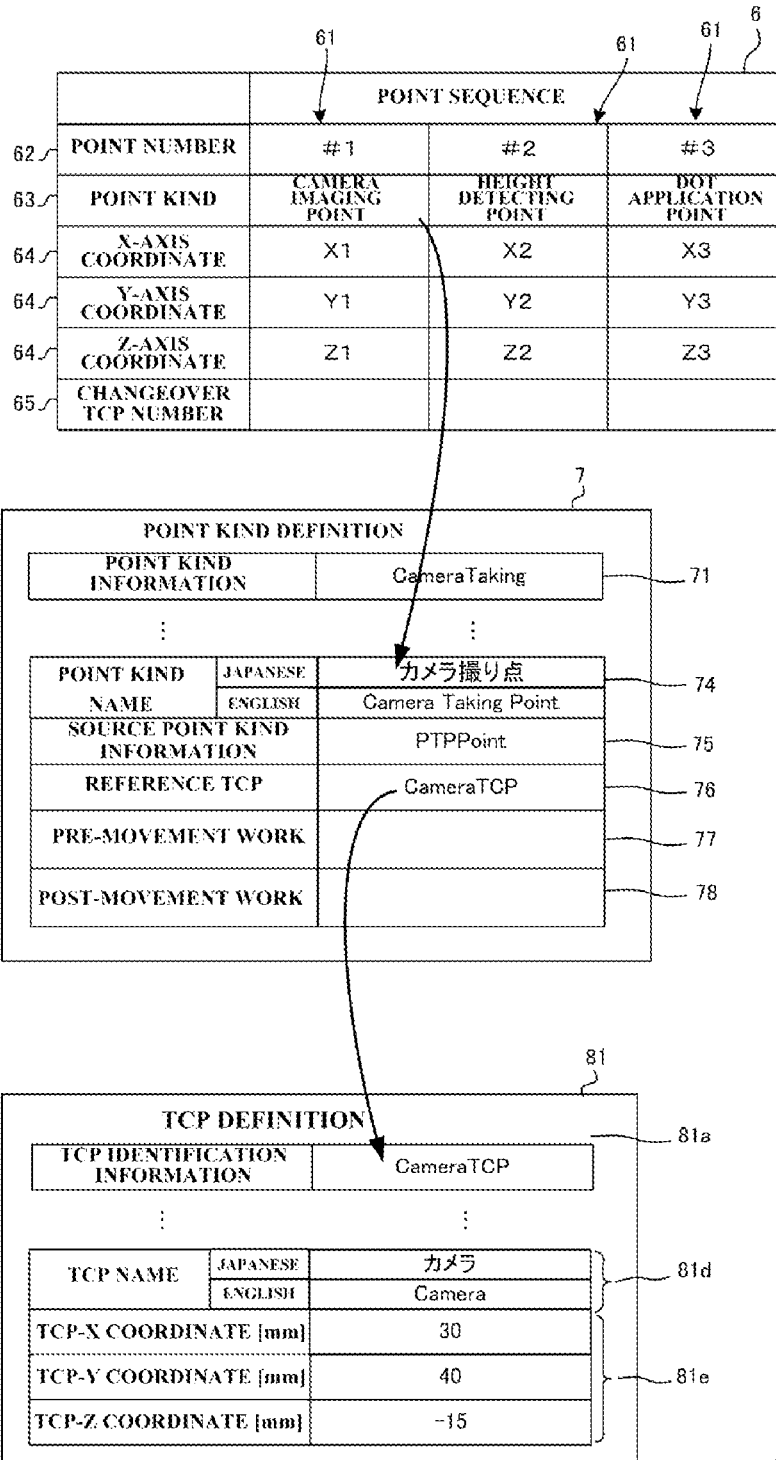 6
61 61 61
POINT SEQUENCE
62 POINT NUMBER #1 #2 #3
63 POINT KIND CAMERA IMAGING POINT HEIGHT DETECTING POINT DOT APPLICATION POINT
64 X-AXIS COORDINATE X1 X2 X3
64 Y-AXIS COORDINATE Y1 Y2 Y3
64 Z-AXIS COORDINATE Z1 Z2 Z3
65 CHANGEOVER TCP NUMBER
7
POINT KIND DEFINITION
POINT KIND INFORMATION CameraTaking 71
⋮ ⋮
POINT KIND NAME JAPANESE カメラ撮り点 74
ENGLISH Camera Taking Point
SOURCE POINT KIND INFORMATION PTPPoint 75
REFERENCE TCP CameraTCP 76
PRE-MOVEMENT WORK 77
POST-MOVEMENT WORK 78
81
TCP DEFINITION
81a
TCP IDENTIFICATION INFORMATION CameraTCP
⋮ ⋮
TCP NAME JAPANESE カメラ 81d
ENGLISH Camera
TCP-X COORDINATE [mm] 30
TCP-Y COORDINATE [mm] 40 81e
TCP-Z COORDINATE [mm] -15